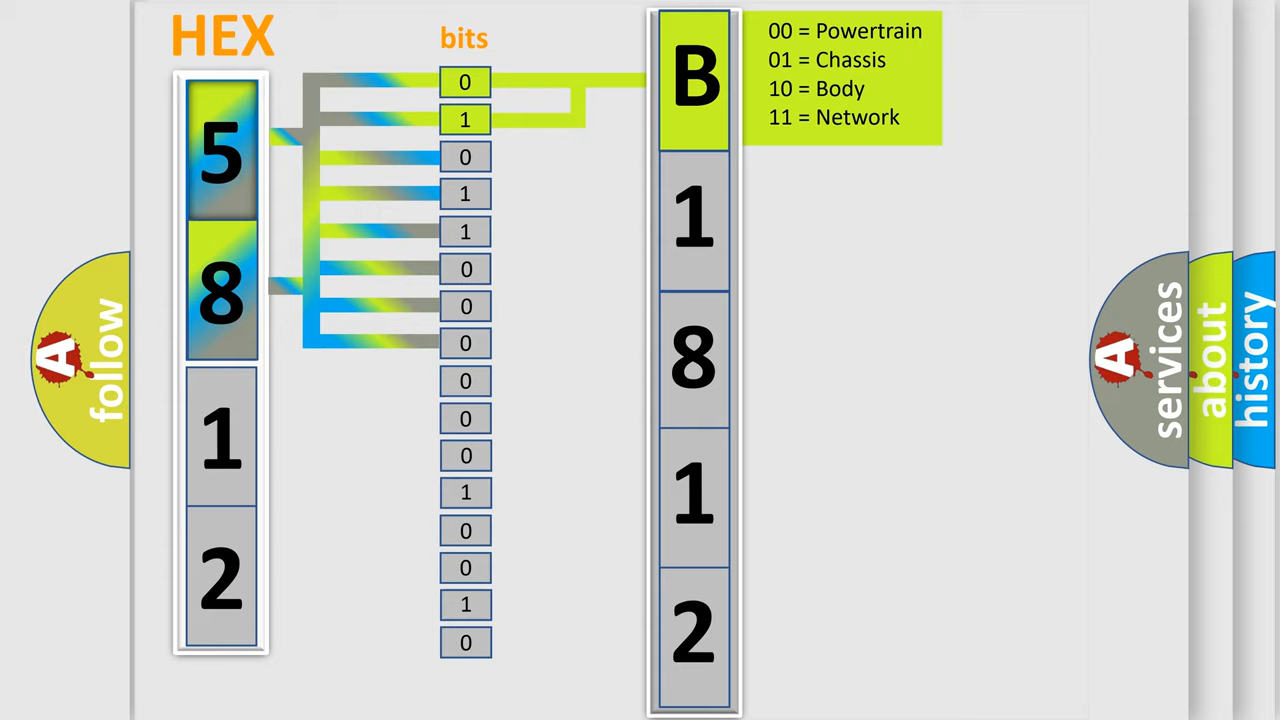 HEX
bits
5
8
1
2
0
1
0
1
1
0
0
0
0
0
0
1
0
0
1
0
B
1
8
1
2
00 = Powertrain
01 = Chassis
10 = Body
11 = Network
A
follow
A
services
about
history